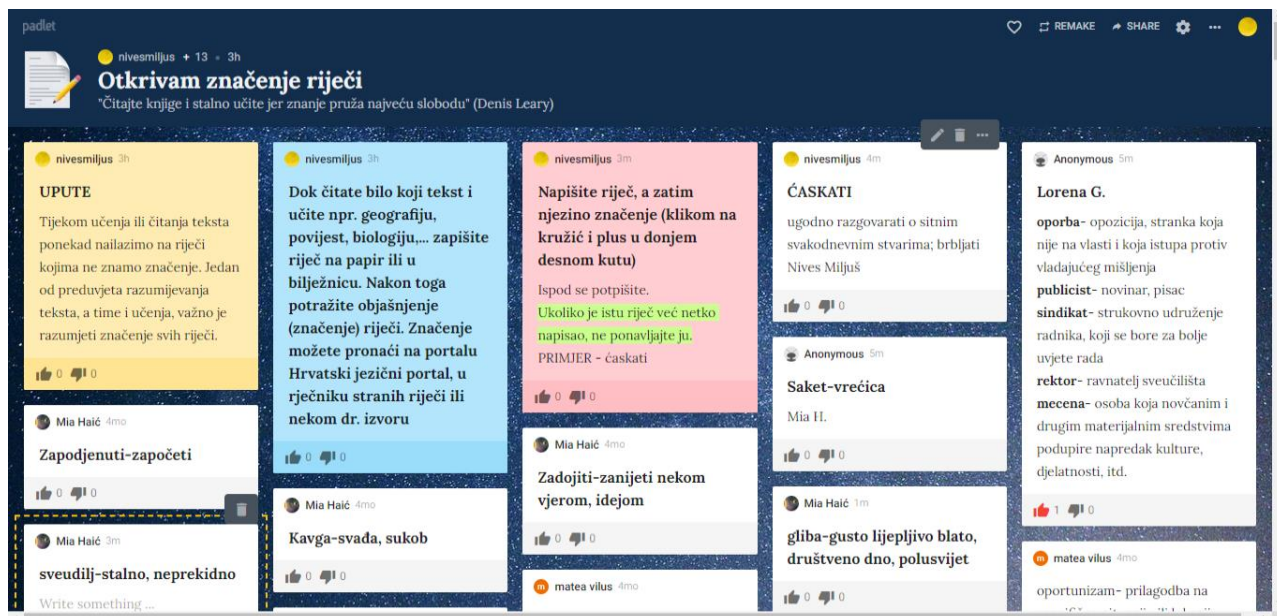 padlet
REMAKE
SHARE
nivesmiljus + 13 • 3h
Otkrivam značenje riječi
"Čitajte knjige i stalno učite jer znanje pruža najveću slobodu" (Denis Leary)
nivesmiljus 3h
UPUTE
Tijekom učenja ili čitanja teksta
ponekad nailazimo na riječi
kojima ne znamo značenje. Jedan
od preduvjeta razumijevanja
teksta, a time i učenja, važno je
razumjeti značenje svih riječi.
0 0
Mia Haić 4mo
Zapodjenuti-započeti
0 0
Mia Haić 3m
sveudilj-stalno, neprekidno
Write something ...
nivesmiljus 3h
Dok čitate bilo koji tekst i
učite npr. geografiju,
povijest, biologiju,... zapišite
riječ na papir ili u
bilježnicu. Nakon toga
potražite objašnjenje
(značenje) riječi. Značenje
možete pronaći na portalu
Hrvatski jezični portal, u
rječniku stranih riječi ili
nekom dr. izvoru
0 0
Mia Haić 4mo
Kavga-svađa, sukob
0 0
nivesmiljus 3m
Napišite riječ, a zatim
njezino značenje (klikom na
kružić i plus u donjem
desnom kutu)
Ispod se potpišite.
Ukoliko je istu riječ već netko
napisao, ne ponavljajte ju.
PRIMJER - ćaskati
0 0
Mia Haić 4mo
Zadojiti-zanijeti nekom
vjerom, idejom
0 0
matea vilus 4mo
nivesmiljus 4m
ĆASKATI
ugodno razgovarati o sitnim
svakodnevnim stvarima; brbljati
Nives Miljuš
0 0
Anonymous 5m
Saket-vrećica
Mia H.
0 0
Mia Haić 1m
gliba-gusto lijepljivo blato,
društveno dno, polusvijet
0 0
Anonymous 5m
Lorena G.
oporba- opozicija, stranka koja
nije na vlasti i koja istupa protiv
vladajućeg mišljenja
publicist- novinar, pisac
sindikat- strukovno udruženje
radnika, koji se bore za bolje
uvjete rada
rektor- ravnatelj sveučilišta
mecena- osoba koja novčanim i
drugim materijalnim sredstvima
podupire napredak kulture,
djelatnosti, itd.
1 0
matea vilus 4mo
oportunizam- prilagodba na